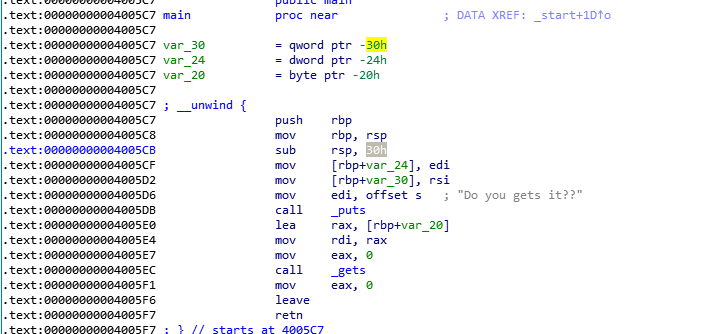 public main
.text:00000000004005C7 main proc near ; DATA XREF: _start+1D↑o
.text:00000000004005C7
.text:00000000004005C7 var_30 = qword ptr -30h
.text:00000000004005C7 var_24 = dword ptr -24h
.text:00000000004005C7 var_20 = byte ptr -20h
.text:00000000004005C7
.text:00000000004005C7 ; __unwind {
.text:00000000004005C7 push rbp
.text:00000000004005C8 mov rbp, rsp
.text:00000000004005CB sub rsp, 30h
.text:00000000004005CF mov [rbp+var_24], edi
.text:00000000004005D2 mov [rbp+var_30], rsi
.text:00000000004005D6 mov edi, offset s ; "Do you gets it??"
.text:00000000004005DB call _puts
.text:00000000004005E0 lea rax, [rbp+var_20]
.text:00000000004005E4 mov rdi, rax
.text:00000000004005E7 mov eax, 0
.text:00000000004005EC call _gets
.text:00000000004005F1 mov eax, 0
.text:00000000004005F6 leave
.text:00000000004005F7 retn
.text:00000000004005F7 ; } // starts at 4005C7